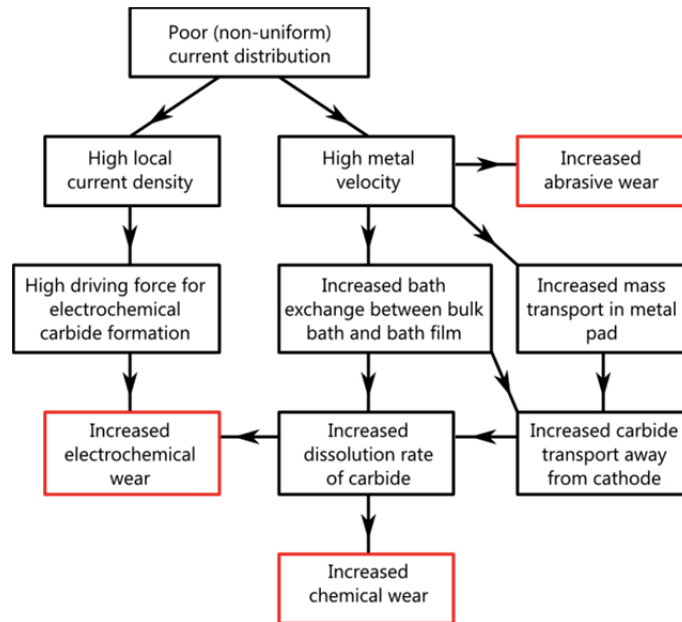 Poor (non-uniform)
current distribution
High local
current density
High metal
velocity
Increased
abrasive wear
High driving force for
electrochemical
carbide formation
Increased bath
exchange between bulk
bath and bath film
Increased mass
transport in metal
pad
Increased
electrochemical
wear
Increased
dissolution rate
of carbide
Increased carbide
transport away
from cathode
Increased
chemical wear